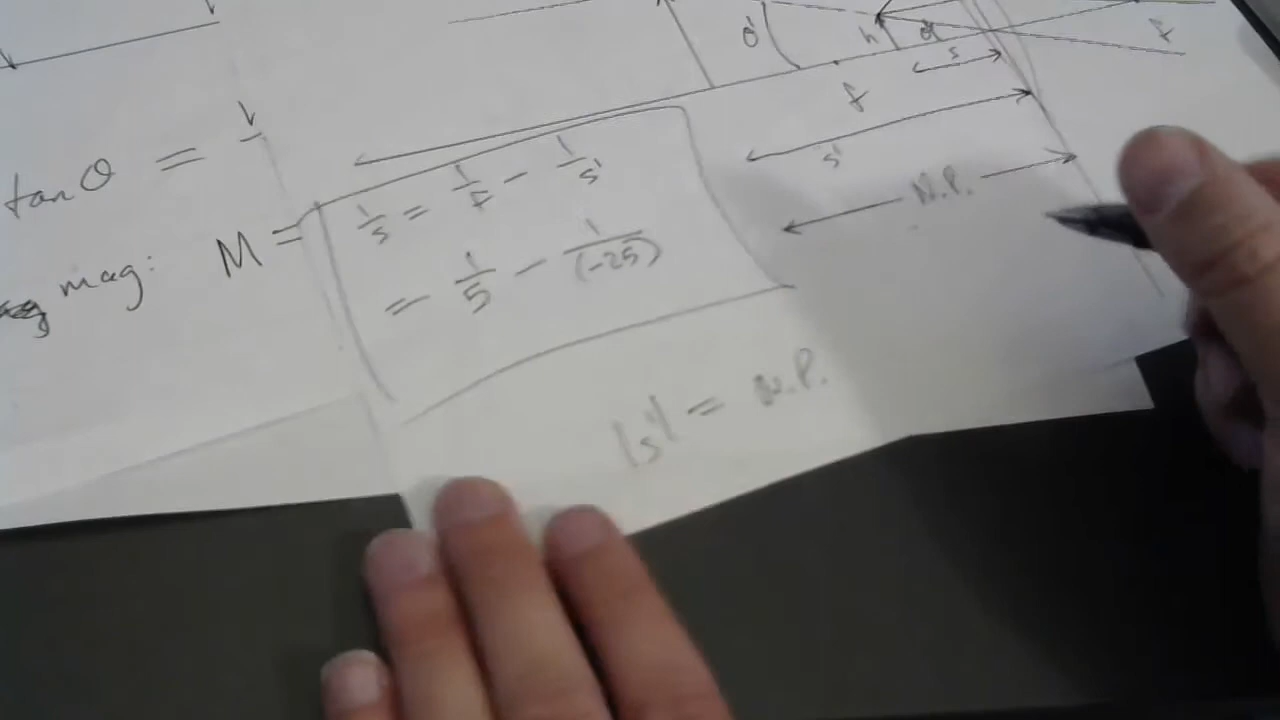 θ' h θ' s f
f
s'
N.P.
tan θ =
mag: M =
1/s = 1/f - 1/s'
= 1/5 - 1/(-25)
|s'| = N.P.